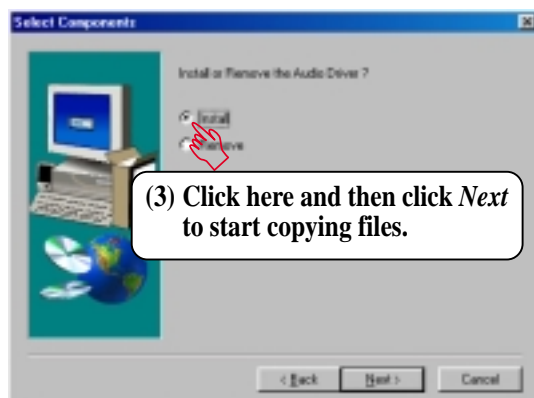 Select Components
Install or Remove the Audio Driver ?
Install
Remove
(3) Click here and then click Next
to start copying files.
< Back
Next >
Cancel